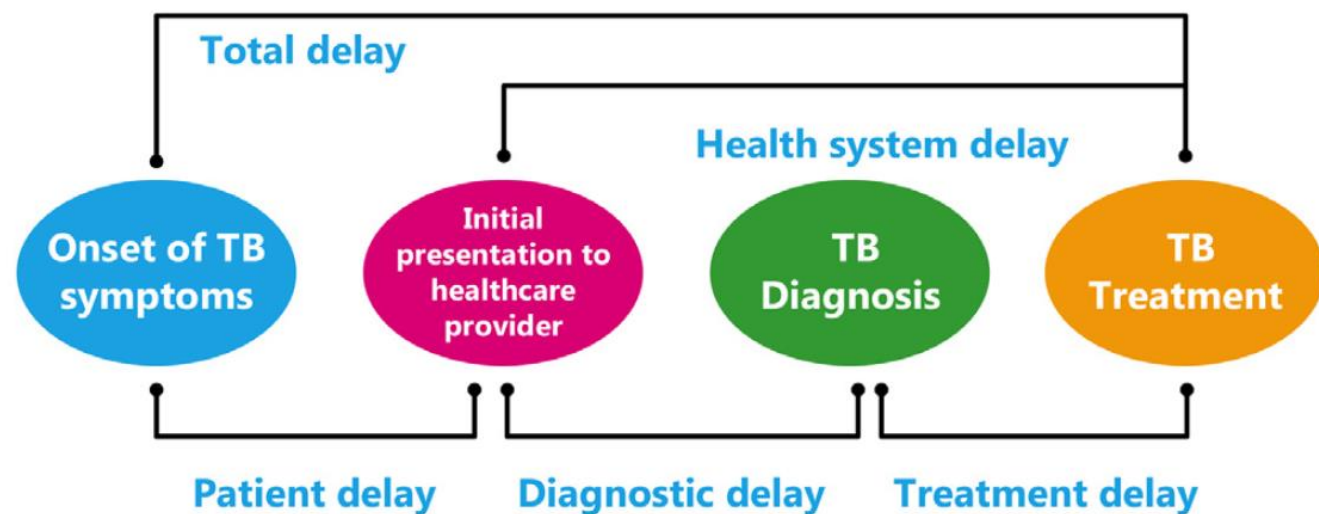 Total delay
Health system delay
Onset of TB
symptoms
Initial
presentation to
healthcare
provider
TB
Diagnosis
TB
Treatment
Patient delay
Diagnostic delay
Treatment delay